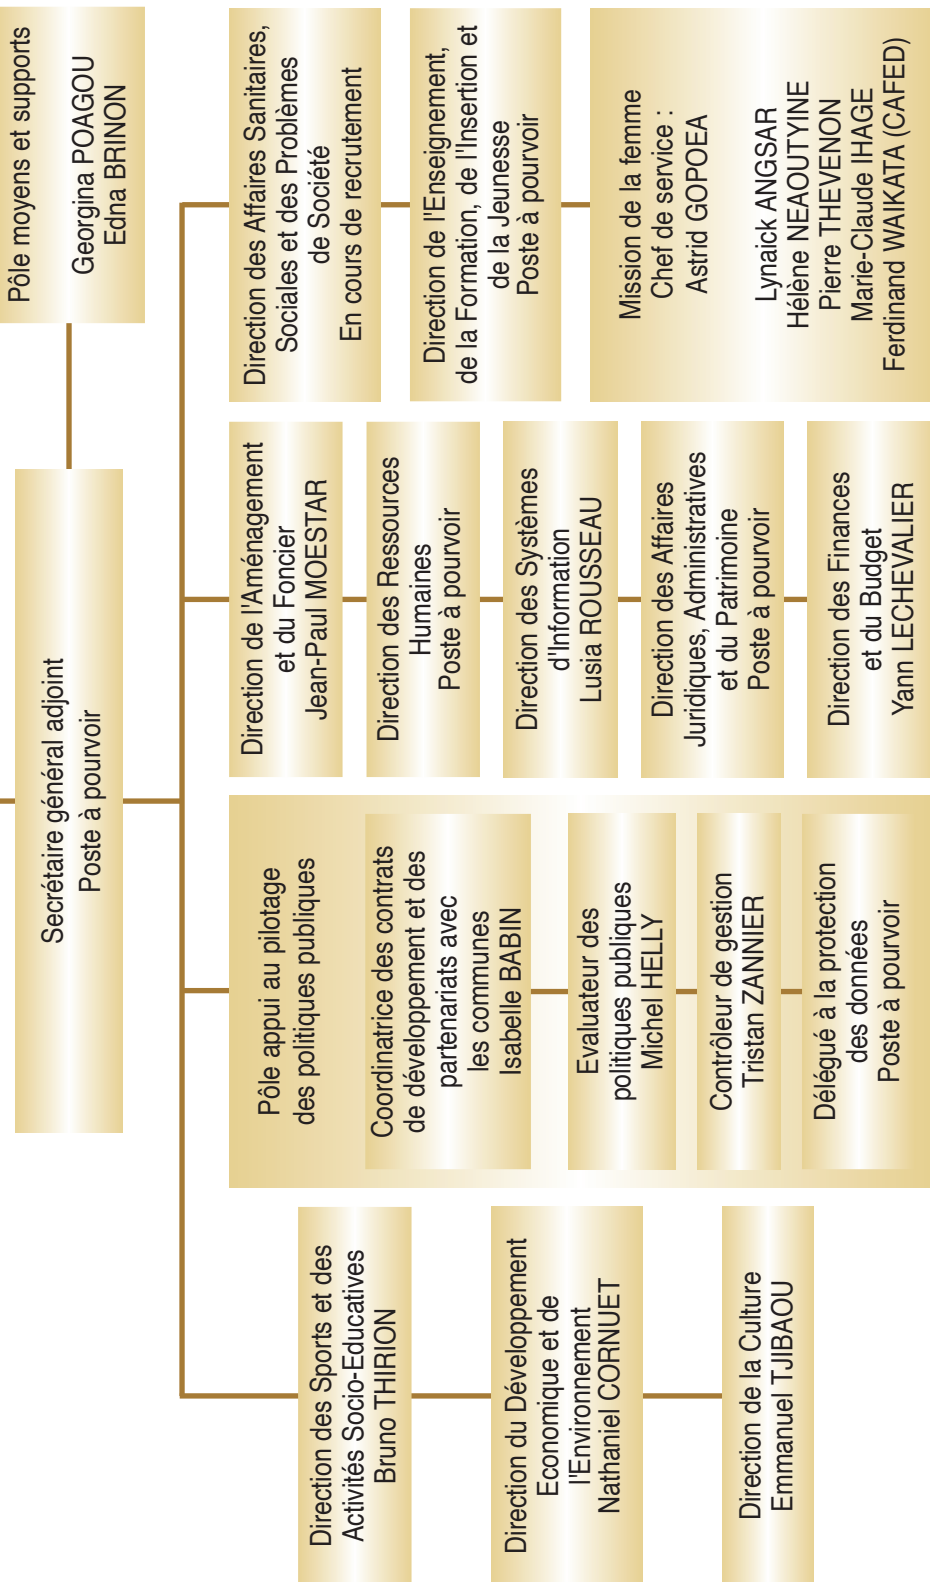 Secrétaire général adjoint
Poste à pourvoir
Pôle moyens et supports
Georgina POAGOU
Edna BRINON
Direction des Sports et des
Activités Socio-Educatives
Bruno THIRION
Direction du Développement
Economique et de
l'Environnement
Nathaniel CORNUET
Direction de la Culture
Emmanuel TJIBAOU
Pôle appui au pilotage
des politiques publiques
Coordinatrice des contrats
de développement et des
partenariats avec
les communes
Isabelle BABIN
Evaluateur des
politiques publiques
Michel HELLY
Contrôleur de gestion
Tristan ZANNIER
Délégué à la protection
des données
Poste à pourvoir
Direction de l'Aménagement
et du Foncier
Jean-Paul MOESTAR
Direction des Ressources
Humaines
Poste à pourvoir
Direction des Systèmes
d'Information
Lusia ROUSSEAU
Direction des Affaires
Juridiques, Administratives
et du Patrimoine
Poste à pourvoir
Direction des Finances
et du Budget
Yann LECHEVALIER
Direction des Affaires Sanitaires,
Sociales et des Problèmes
de Société
En cours de recrutement
Direction de l'Enseignement,
de la Formation, de l'Insertion et
de la Jeunesse
Poste à pourvoir
Mission de la femme
Chef de service :
Astrid GOPOEA
Lynaick ANGSAR
Hélène NEAOUTYINE
Pierre THEVENON
Marie-Claude IHAGE
Ferdinand WAIKATA (CAFED)